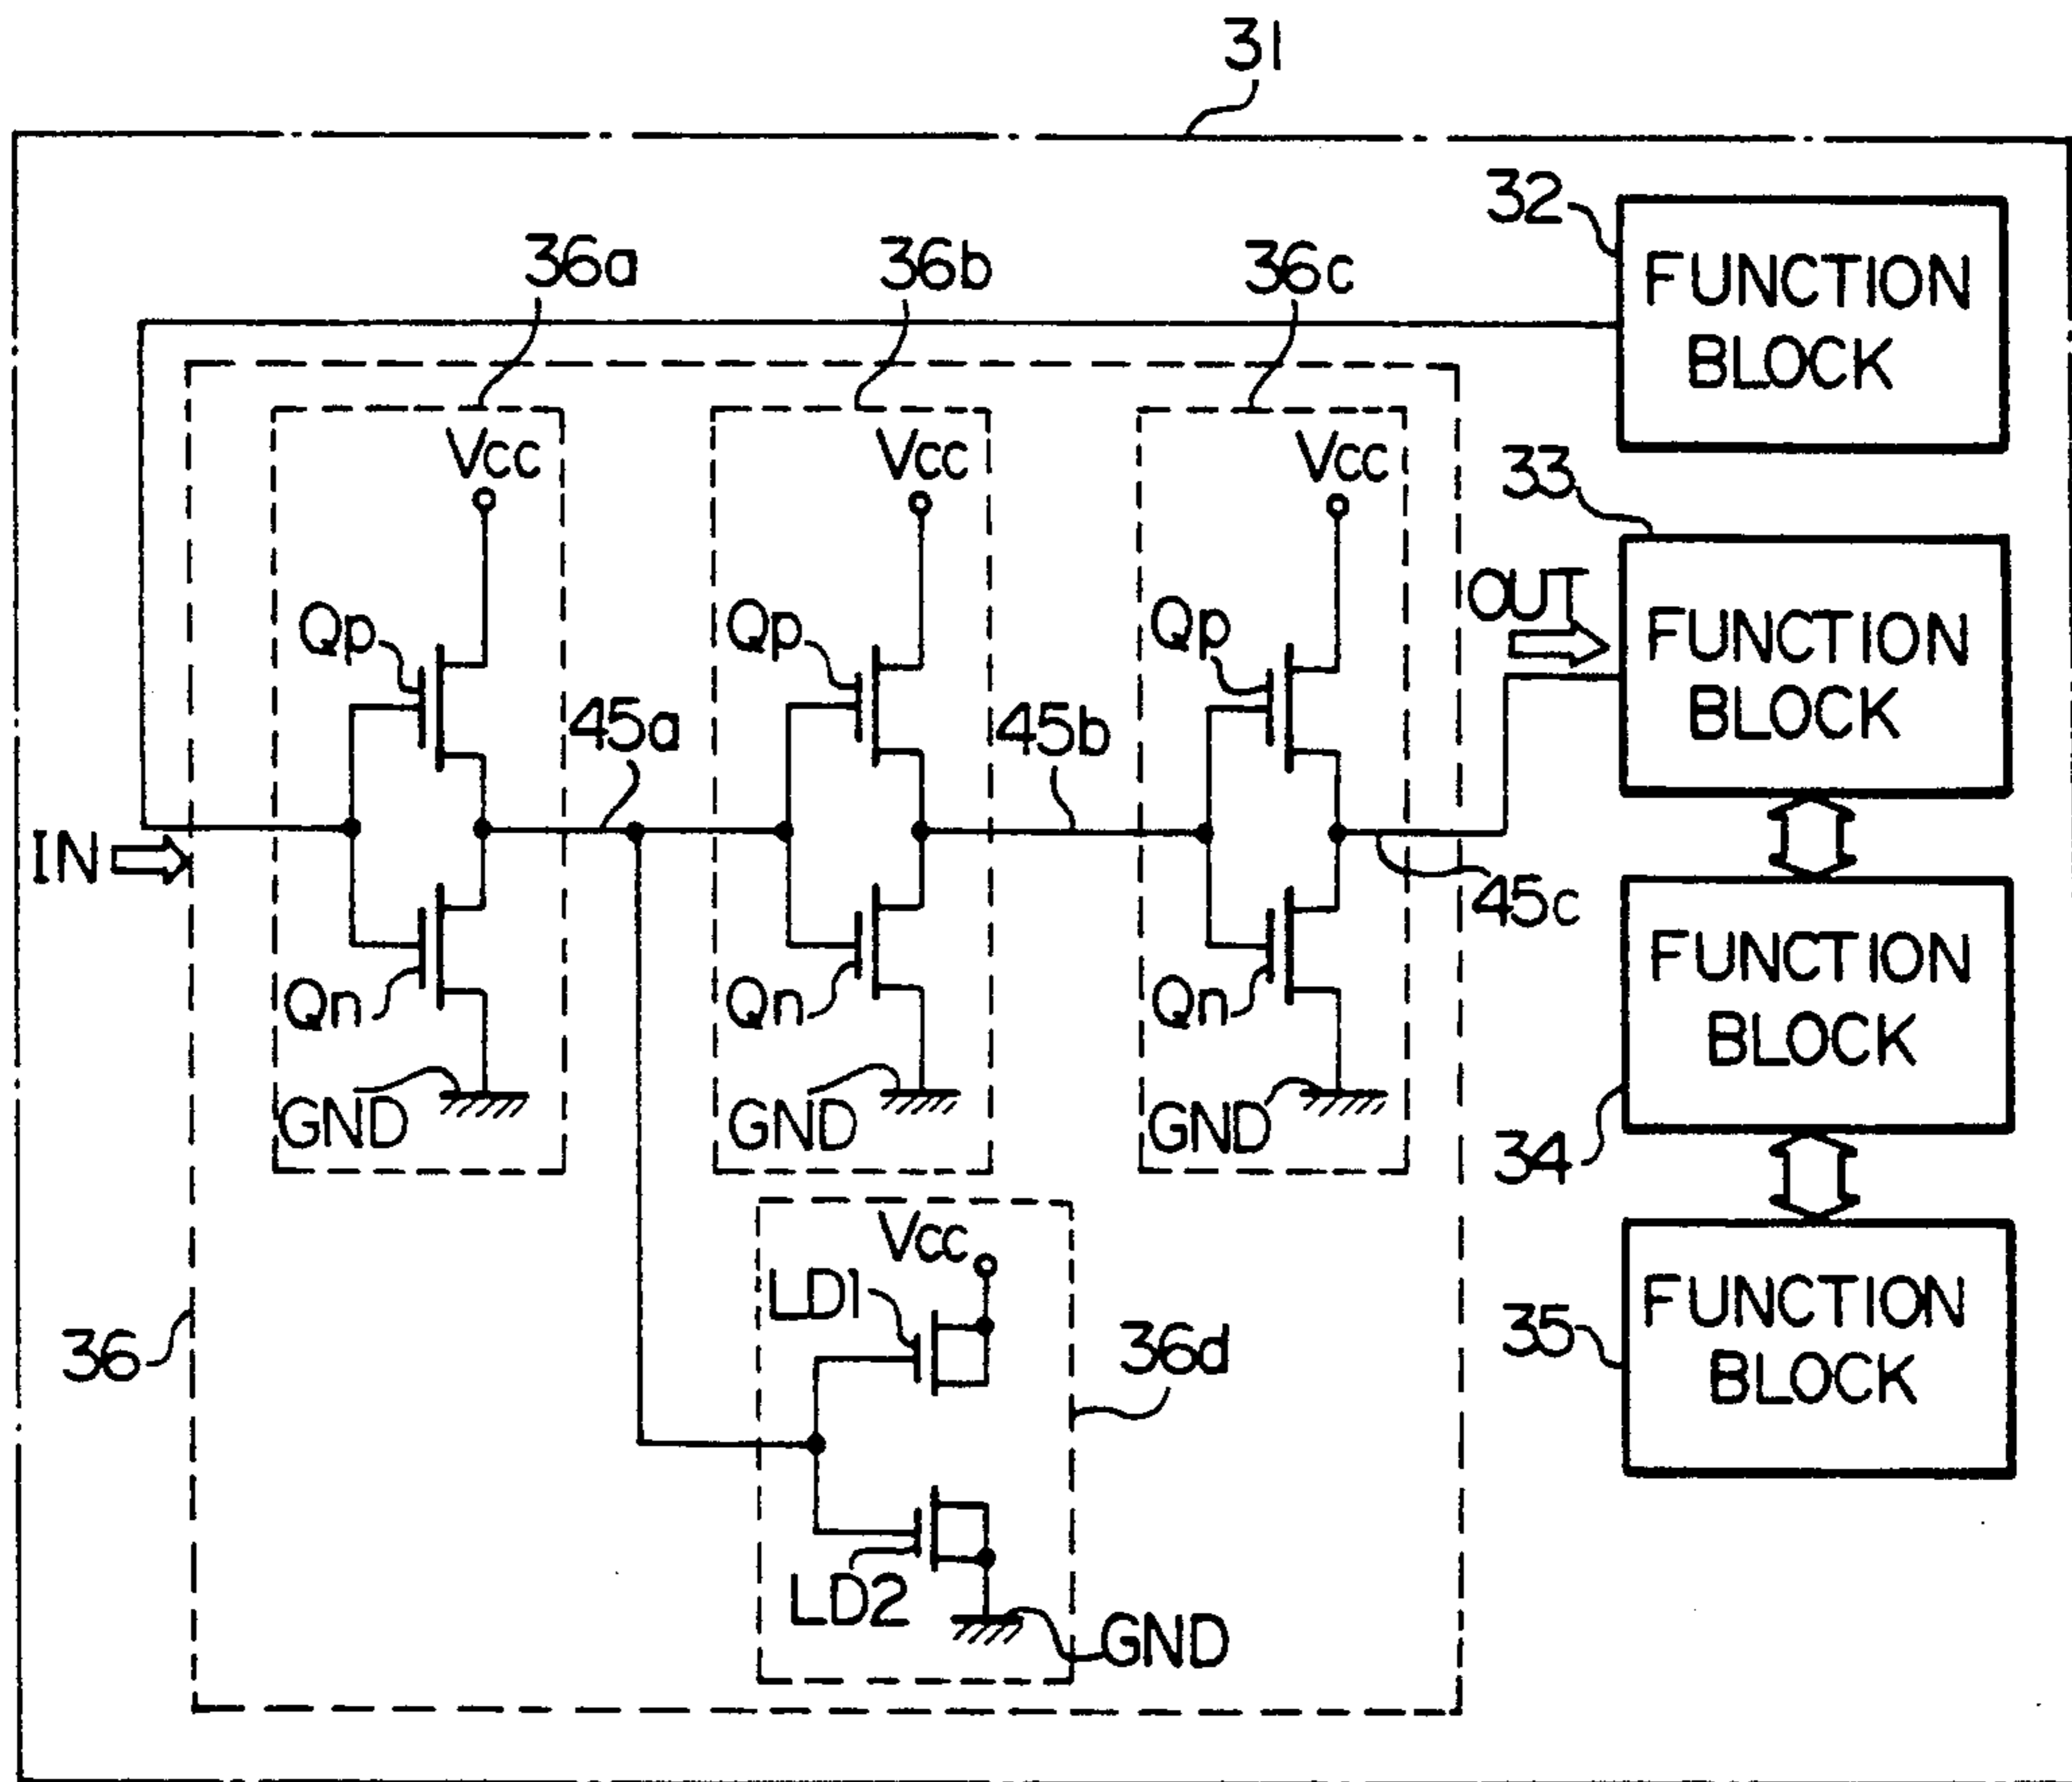 31
32
FUNCTION
BLOCK
36a
36b
36c
Vcc
Vcc
Vcc
33
OUT
FUNCTION
BLOCK
Qp
Qp
Qp
45a
45b
IN
45c
Qn
Qn
Qn
GND
GND
GND
FUNCTION
BLOCK
34
Vcc
LD1
36d
36
35
FUNCTION
BLOCK
LD2
GND